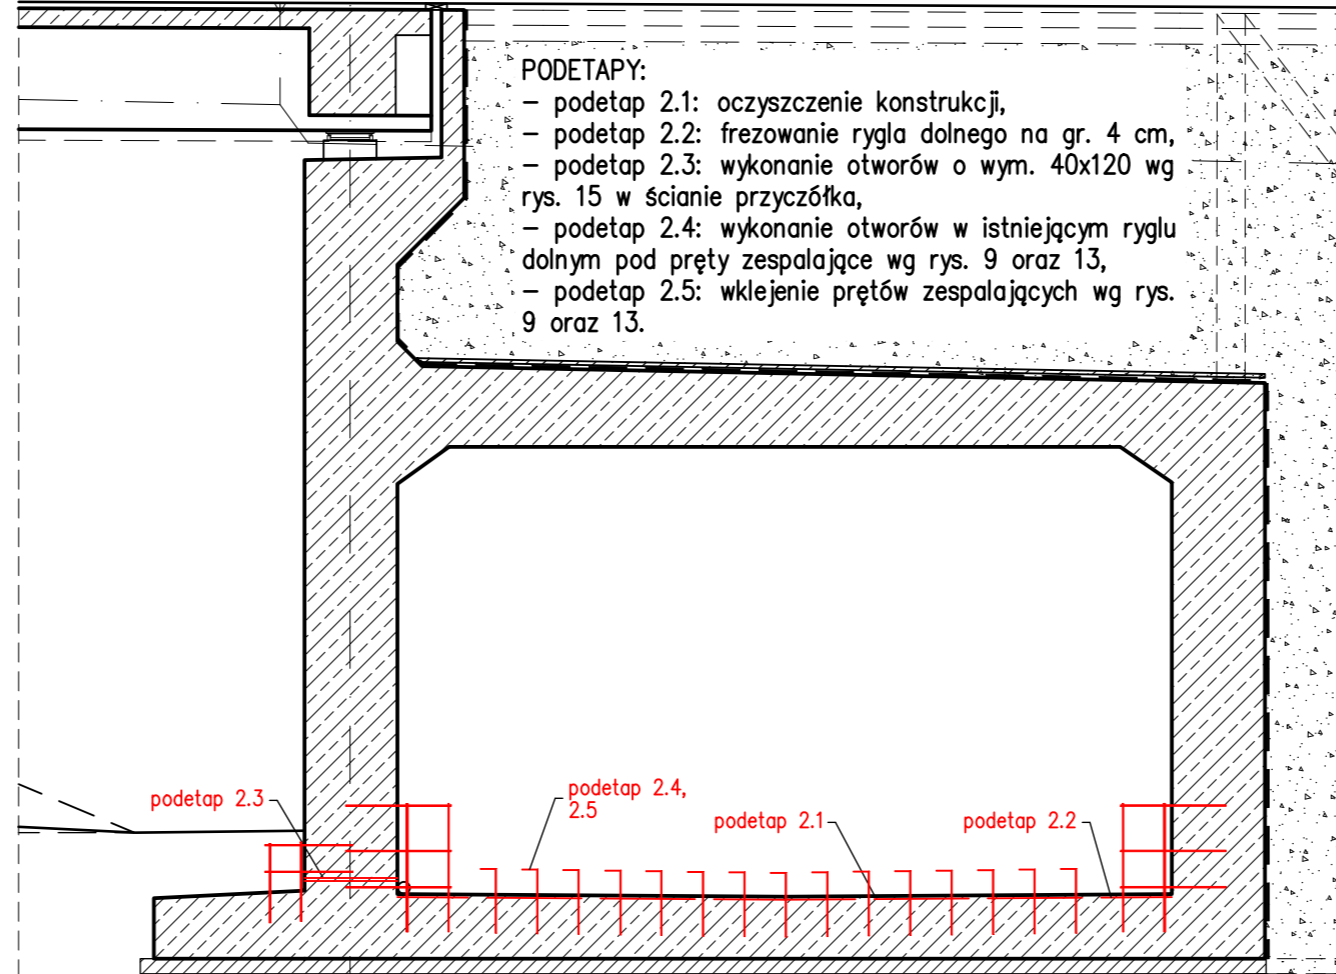 PODETAPY:
– podetap 2.1: oczyszczenie konstrukcji,
– podetap 2.2: frezowanie rygla dolnego na gr. 4 cm,
– podetap 2.3: wykonanie otworów o wym. 40x120 wg
rys. 15 w ścianie przyczółka,
– podetap 2.4: wykonanie otworów w istniejącym ryglu
dolnym pod pręty zespalające wg rys. 9 oraz 13,
– podetap 2.5: wklejenie prętów zespalających wg rys.
9 oraz 13.
podetap 2.3
podetap 2.4,
2.5
podetap 2.1
podetap 2.2